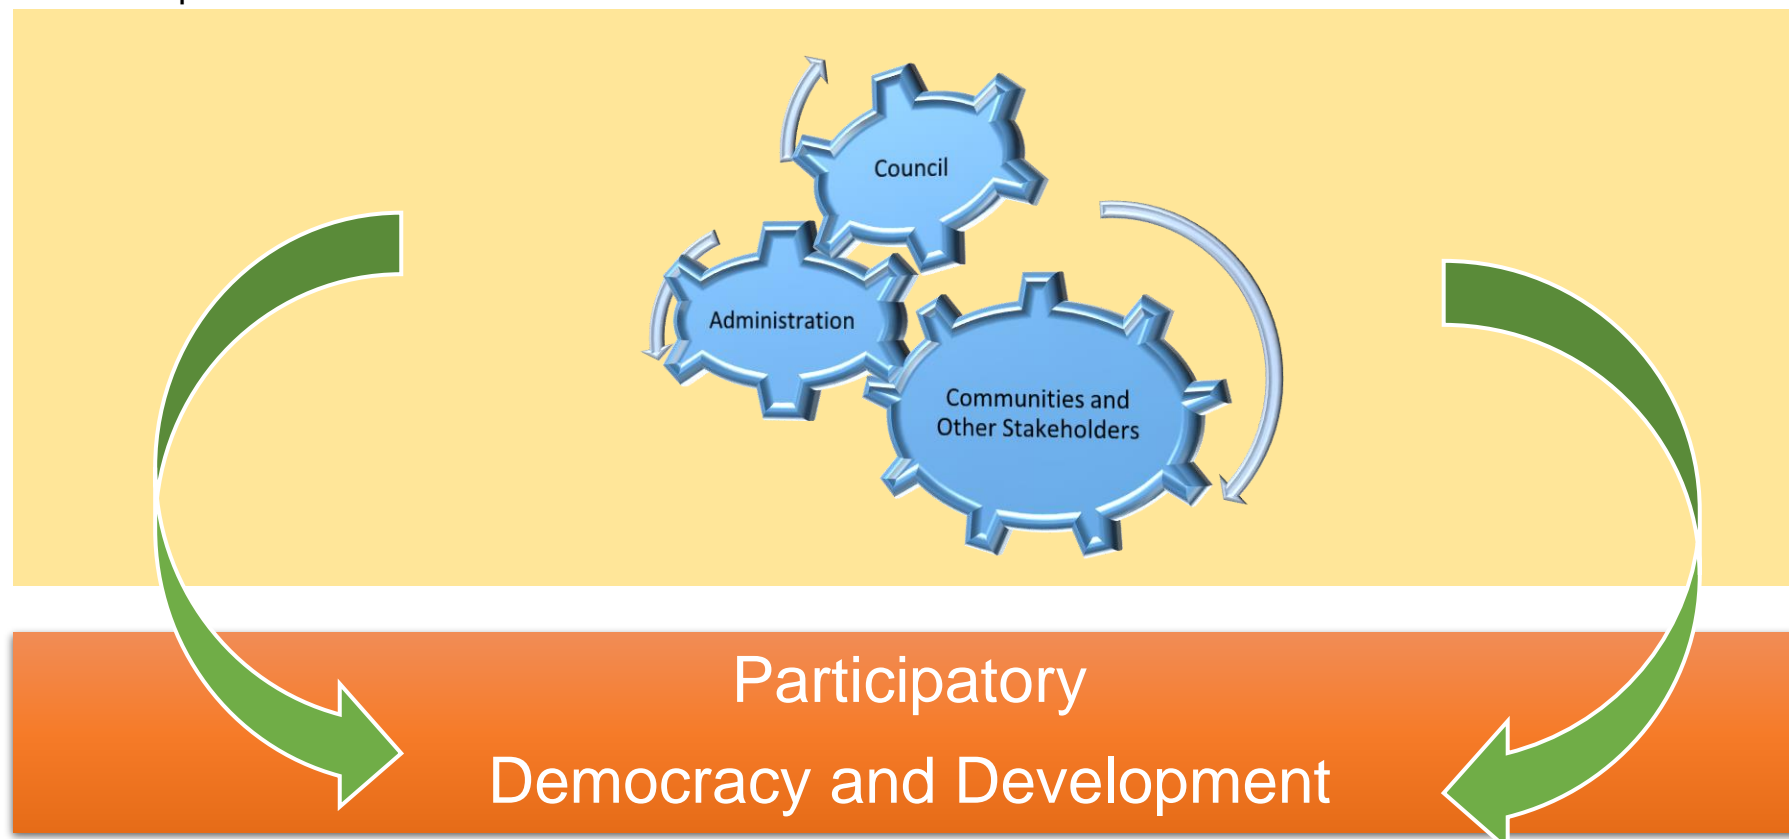 Council
Administration
Communities and
Other Stakeholders
Participatory
Democracy and Development